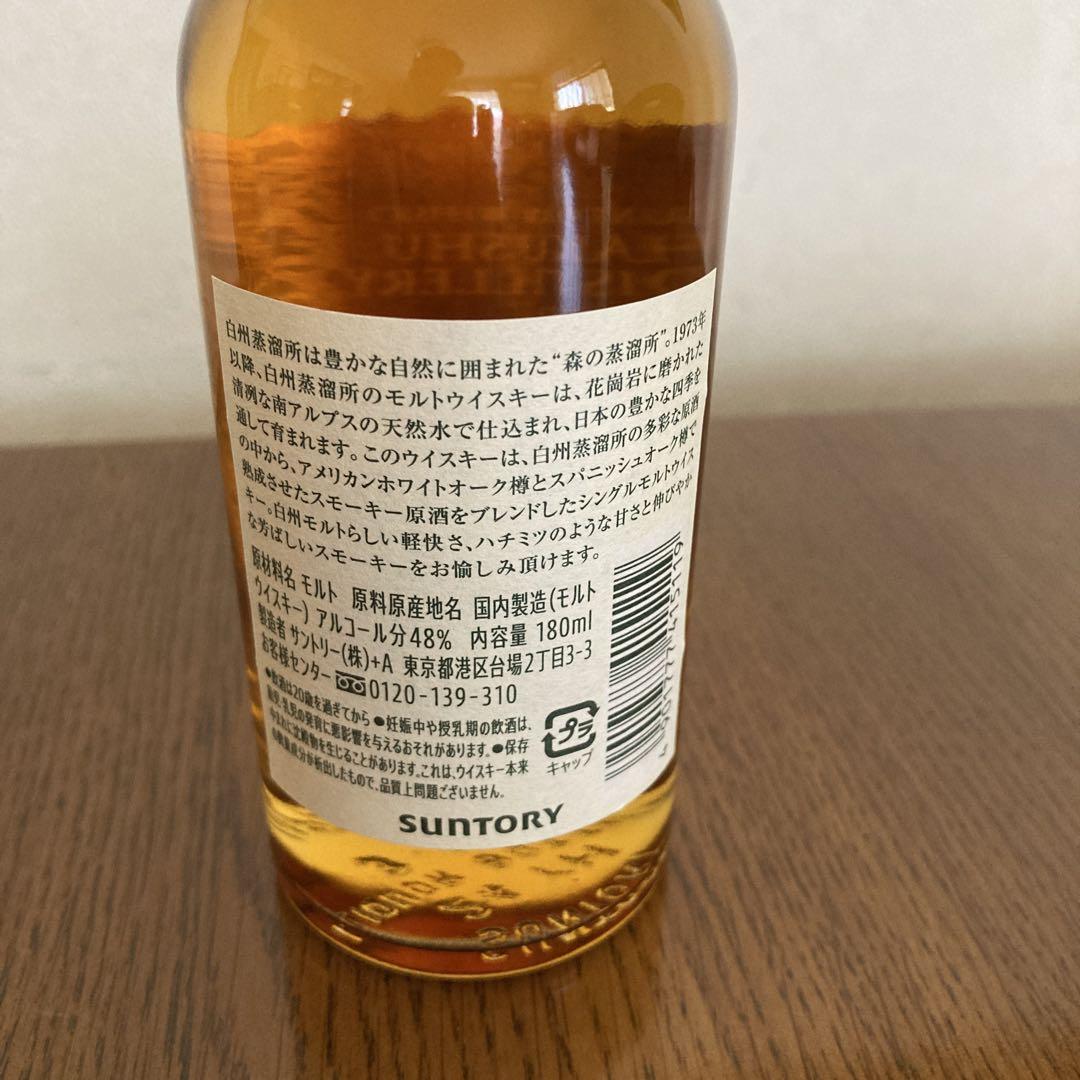 白州蒸溜所は豊かな自然に囲まれた“森の蒸溜所”。1973年
以降、白州蒸溜所のモルトウイスキーは、花崗岩に磨かれた
清冽な南アルプスの天然水で仕込まれ、日本の豊かな四季を
通して育まれます。このウイスキーは、白州蒸溜所の多彩な原酒
の中から、アメリカンホワイトオーク樽とスパニッシュオーク樽で
熟成させたスモーキー原酒をブレンドしたシングルモルトウイス
キー。白州モルトらしい軽快さ、ハチミツのような甘さと伸びやか
な芳ばしいスモーキーをお愉しみ頂けます。
原材料名 モルト 原料原産地名 国内製造(モルト
ウイスキー) アルコール分48% 内容量 180ml
製造者 サントリー(株)+A 東京都港区台場2丁目3-3
お客様センター 0120-139-310
●飲酒は20歳を過ぎてから ●妊娠中や授乳期の飲酒は、
胎児・乳児の発育に悪影響を与えるおそれがあります。●保存
中まれに沈殿物を生じることがあります。これは、ウイスキー本来
の成分が析出したもので、品質上問題ございません。
プラ
キャップ
SUNTORY